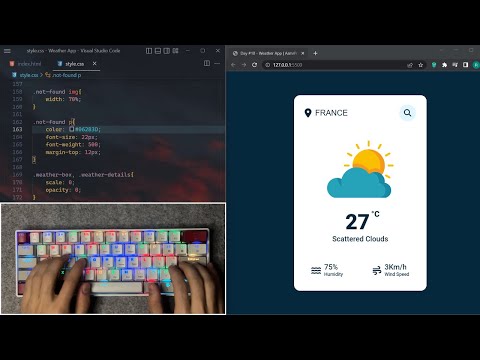 style.css - Weather App - Visual Studio Code
index.html
style.css
style.css > .not-found p
158
159 .not-found img{
160 width: 70%;
161 }
162 .not-found p{
163 color: #06283D;
164 font-size: 22px;
165 font-weight: 500;
166 margin-top: 12px;
167 }
.weather-box, .weather-details{
170 scale: 0;
171 opacity: 0;
172 }
127.0.0.1:5500
FRANCE
27°C
Scattered Clouds
75%
Humidity
3Km/h
Wind Speed